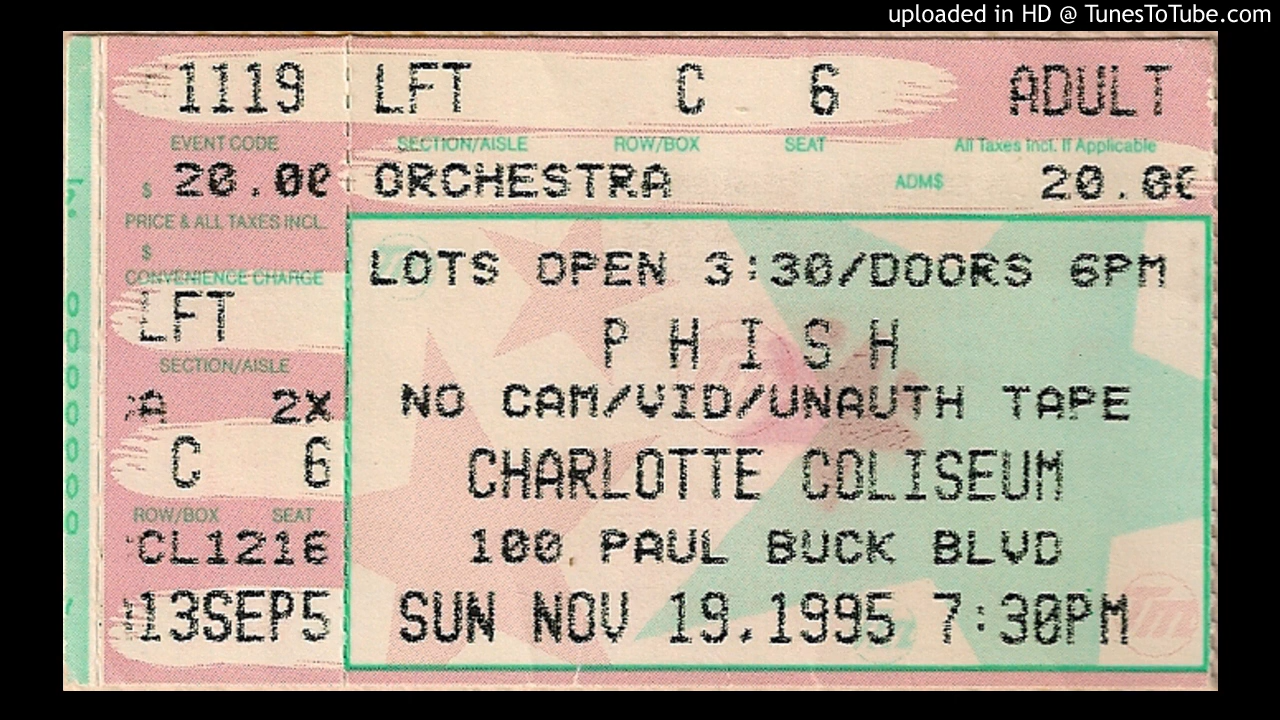 uploaded in HD @ TunesToTube.com
1119 LFT C 6 ADULT
EVENT CODE SECTION/AISLE ROW/BOX SEAT All Taxes Incl. If Applicable
$ 20.00 ORCHESTRA ADM$ 20.00
PRICE & ALL TAXES INCL.
$
CONVENIENCE CHARGE
LFT
SECTION/AISLE
A 2X
C 6
ROW/BOX SEAT
CL1216
13SEP5
LOTS OPEN 3:30/DOORS 6PM
P H I S H
NO CAM/VID/UNAUTH TAPE
CHARLOTTE COLISEUM
100 PAUL BUCK BLVD
SUN NOV 19,1995 7:30PM
Tm
0000000